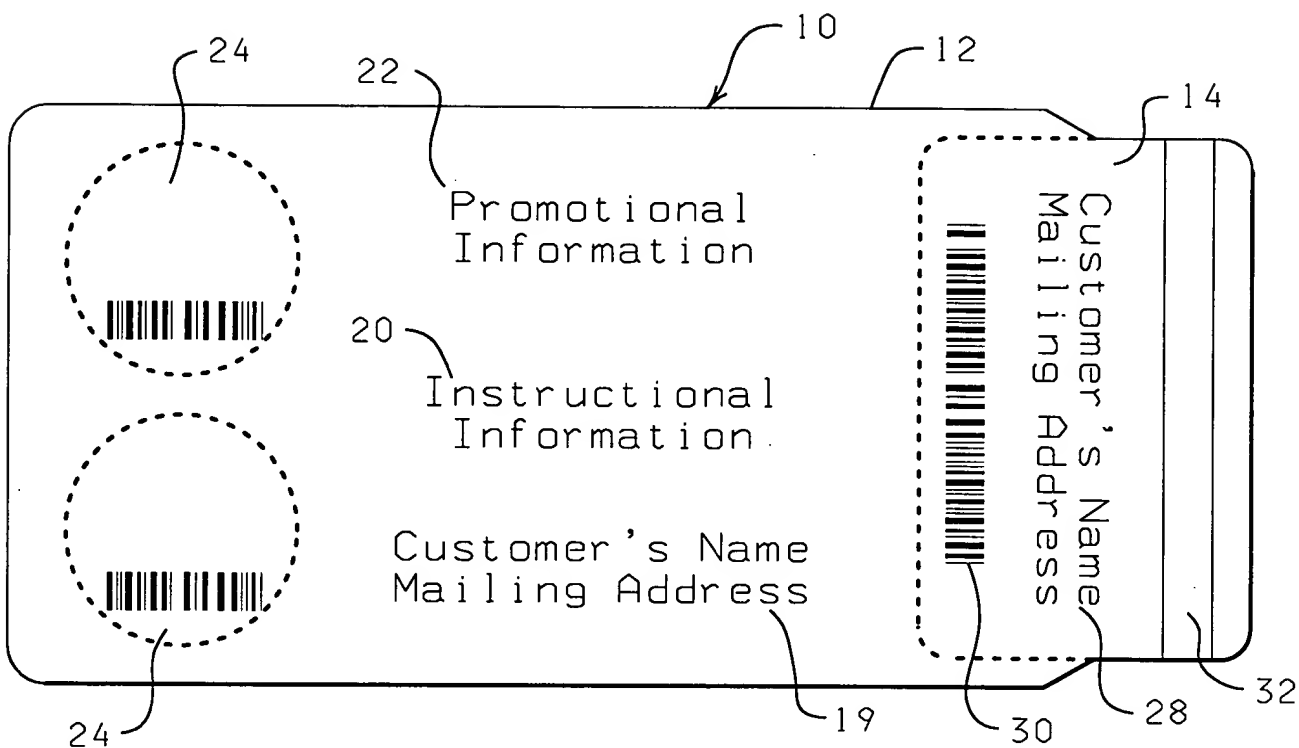 10
12
24
22
14
Promotional
Information
20
Instructional
Information
Customer's Name
Mailing Address
Customer's Name
Mailing Address
24
19
30
28
32